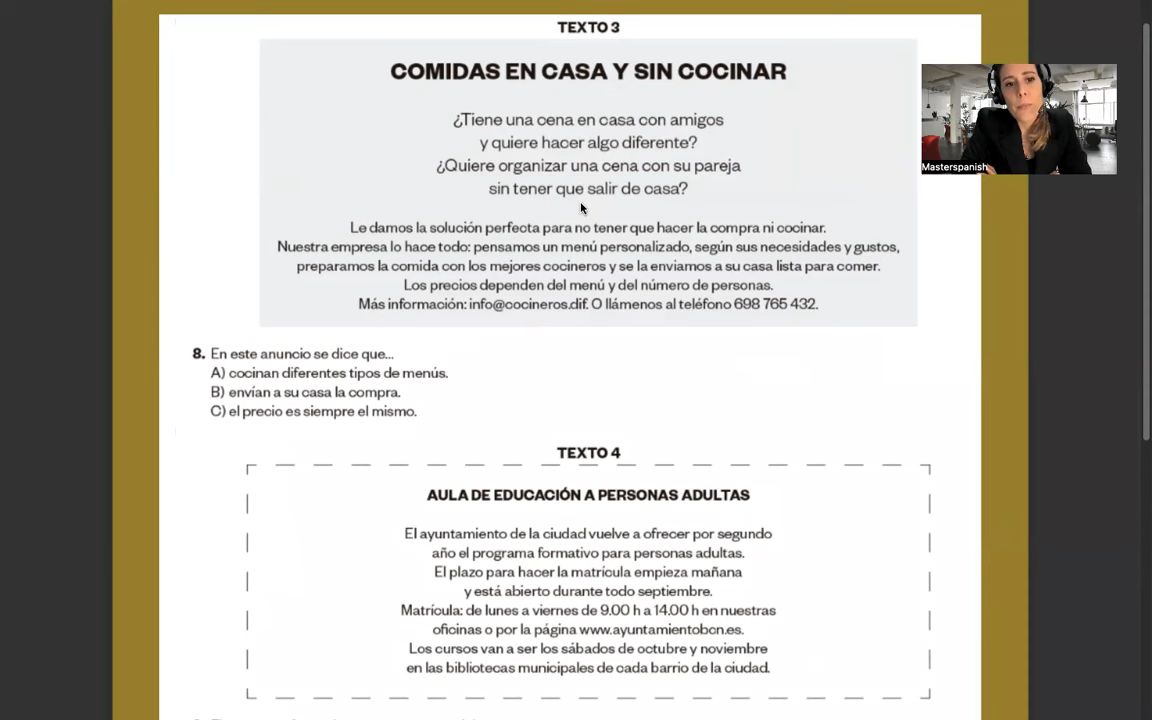 TEXTO 3
COMIDAS EN CASA Y SIN COCINAR
¿Tiene una cena en casa con amigos
y quiere hacer algo diferente?
¿Quiere organizar una cena con su pareja
sin tener que salir de casa?
Le damos la solución perfecta para no tener que hacer la compra ni cocinar.
Nuestra empresa lo hace todo: pensamos un menú personalizado, según sus necesidades y gustos,
preparamos la comida con los mejores cocineros y se la enviamos a su casa lista para comer.
Los precios dependen del menú y del número de personas.
Más información: info@cocineros.dif. O llámenos al teléfono 698 765 432.
Masterspanish
8. En este anuncio se dice que...
A) cocinan diferentes tipos de menús.
B) envían a su casa la compra.
C) el precio es siempre el mismo.
TEXTO 4
AULA DE EDUCACIÓN A PERSONAS ADULTAS
El ayuntamiento de la ciudad vuelve a ofrecer por segundo
año el programa formativo para personas adultas.
El plazo para hacer la matrícula empieza mañana
y está abierto durante todo septiembre.
Matrícula: de lunes a viernes de 9.00 h a 14.00 h en nuestras
oficinas o por la página www.ayuntamientobcn.es.
Los cursos van a ser los sábados de octubre y noviembre
en las bibliotecas municipales de cada barrio de la ciudad.